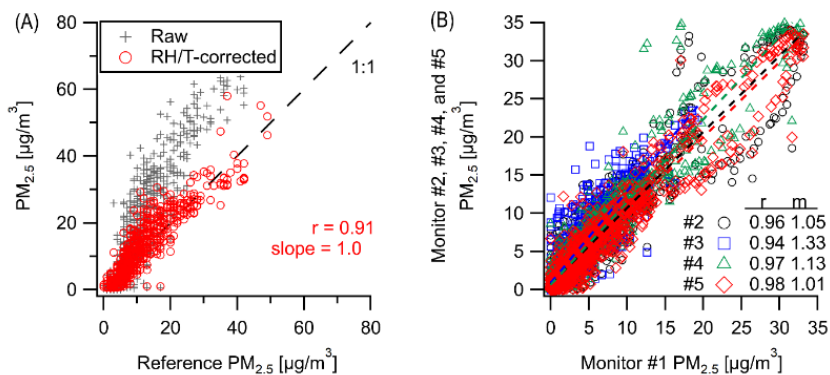 (A)
80
60
40
20
0
PM2.5 [µg/m3]
Raw
RH/T-corrected
1:1
r = 0.91
slope = 1.0
0 20 40 60 80
Reference PM2.5 [µg/m3]
(B)
35
30
25
20
15
10
5
0
Monitor #2, #3, #4, and #5
PM2.5 [µg/m3]
r m
#2 0.96 1.05
#3 0.94 1.33
#4 0.97 1.13
#5 0.98 1.01
0 5 10 15 20 25 30 35
Monitor #1 PM2.5 [µg/m3]